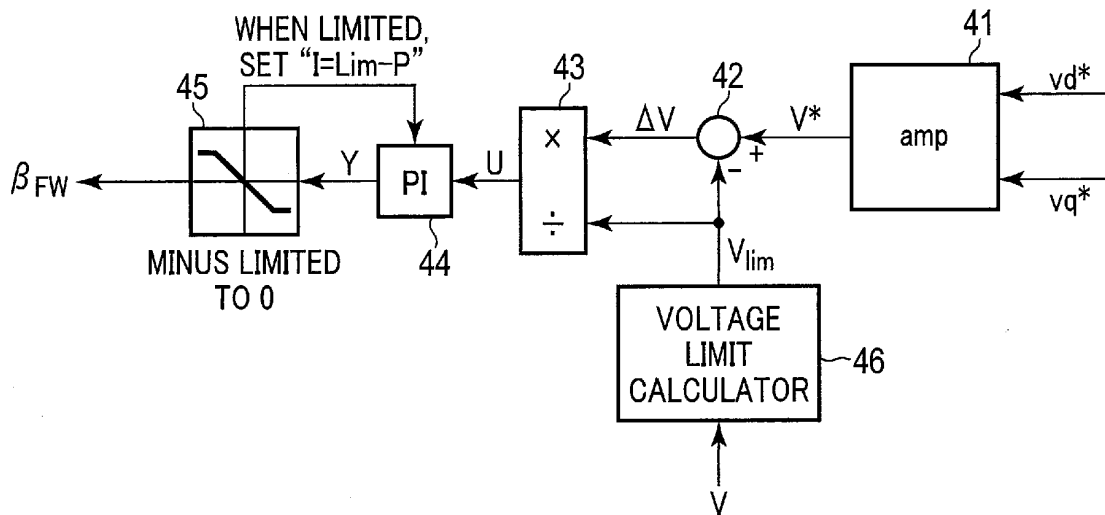 WHEN LIMITED,
SET “I=Lim-P”
45
43
42
41
ΔV
V*
vd*
amp
vq*
×
÷
U
PI
Y
44
βFW
MINUS LIMITED
TO 0
+
-
Vlim
VOLTAGE
LIMIT
CALCULATOR
46
V